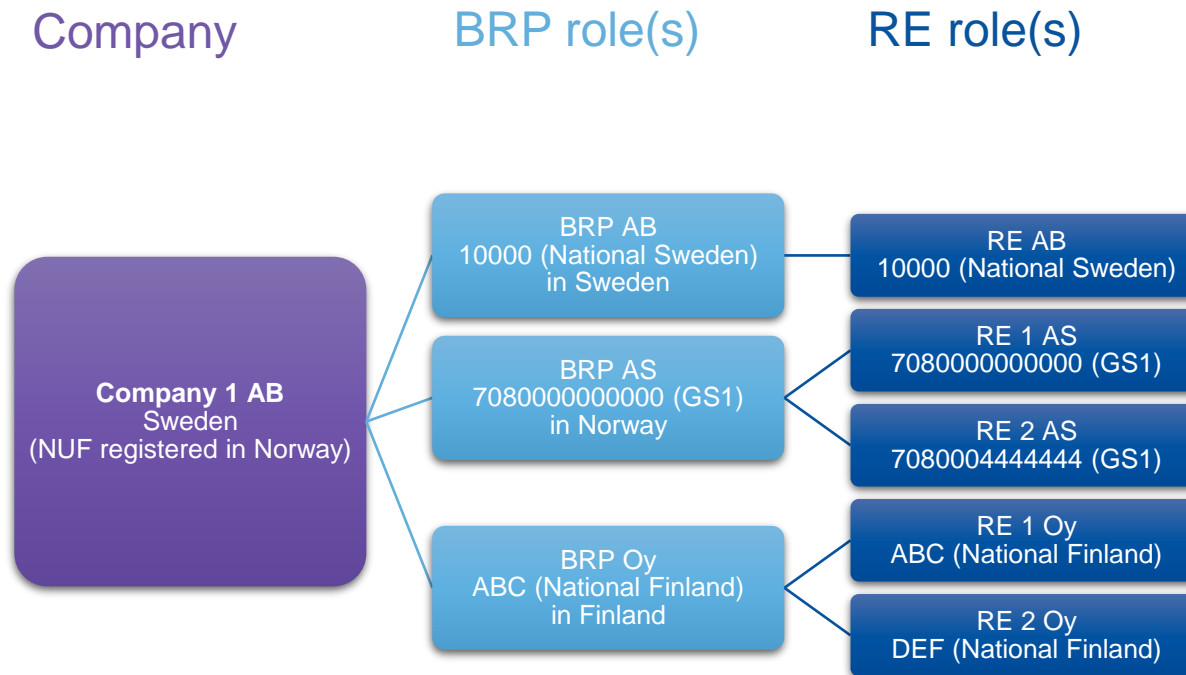 Company
BRP role(s)
RE role(s)
Company 1 AB
Sweden
(NUF registered in Norway)
BRP AB
10000 (National Sweden)
in Sweden
BRP AS
7080000000000 (GS1)
in Norway
BRP Oy
ABC (National Finland)
in Finland
RE AB
10000 (National Sweden)
RE 1 AS
7080000000000 (GS1)
RE 2 AS
7080004444444 (GS1)
RE 1 Oy
ABC (National Finland)
RE 2 Oy
DEF (National Finland)